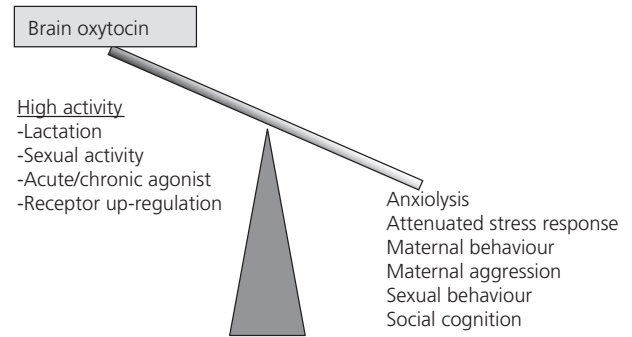 Brain oxytocin
High activity
-Lactation
-Sexual activity
-Acute/chronic agonist
-Receptor up-regulation
Anxiolysis
Attenuated stress response
Maternal behaviour
Maternal aggression
Sexual behaviour
Social cognition